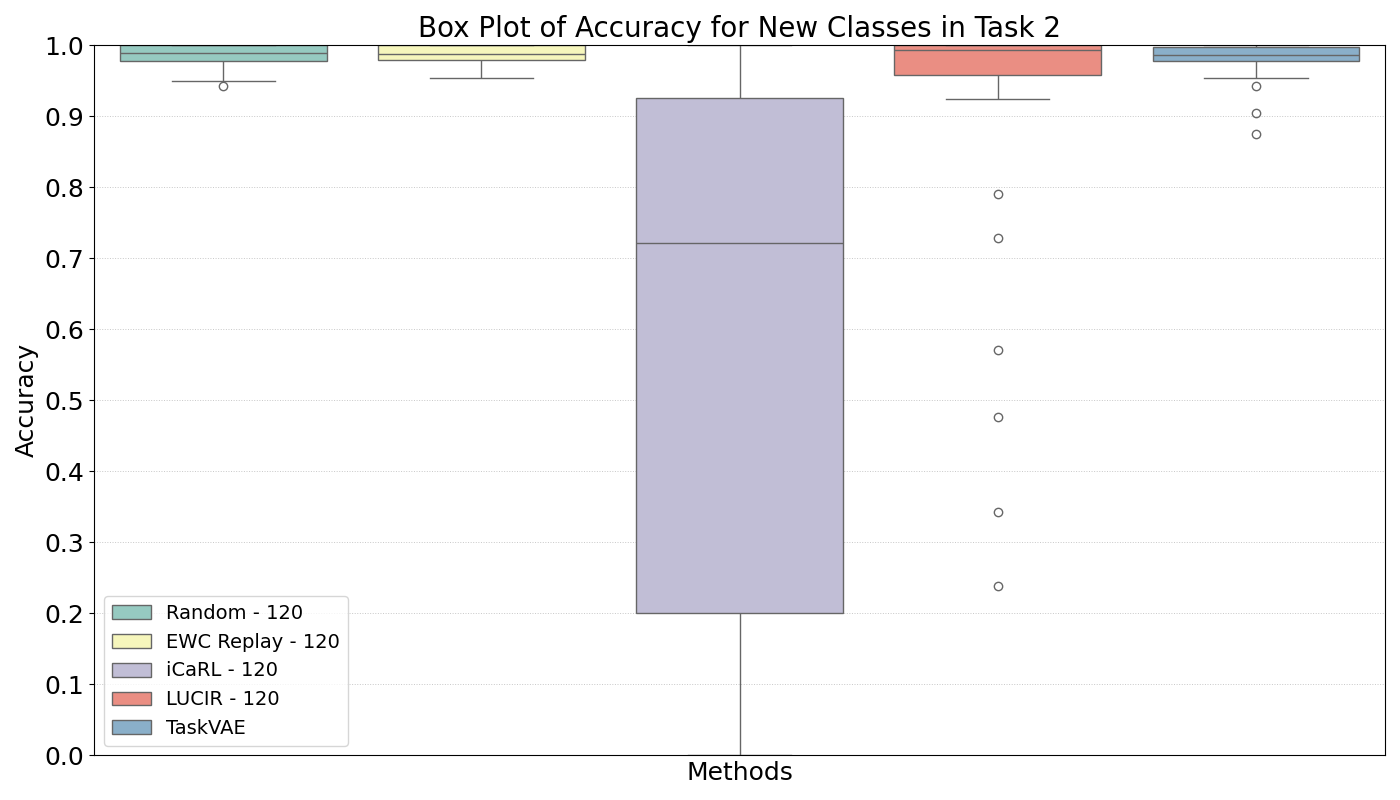 Box Plot of Accuracy for New Classes in Task 2
1.0
0.9
0.8
0.7
0.6
0.5
0.4
0.3
0.2
0.1
0.0
Accuracy
Random - 120
EWC Replay - 120
iCaRL - 120
LUCIR - 120
TaskVAE
Methods